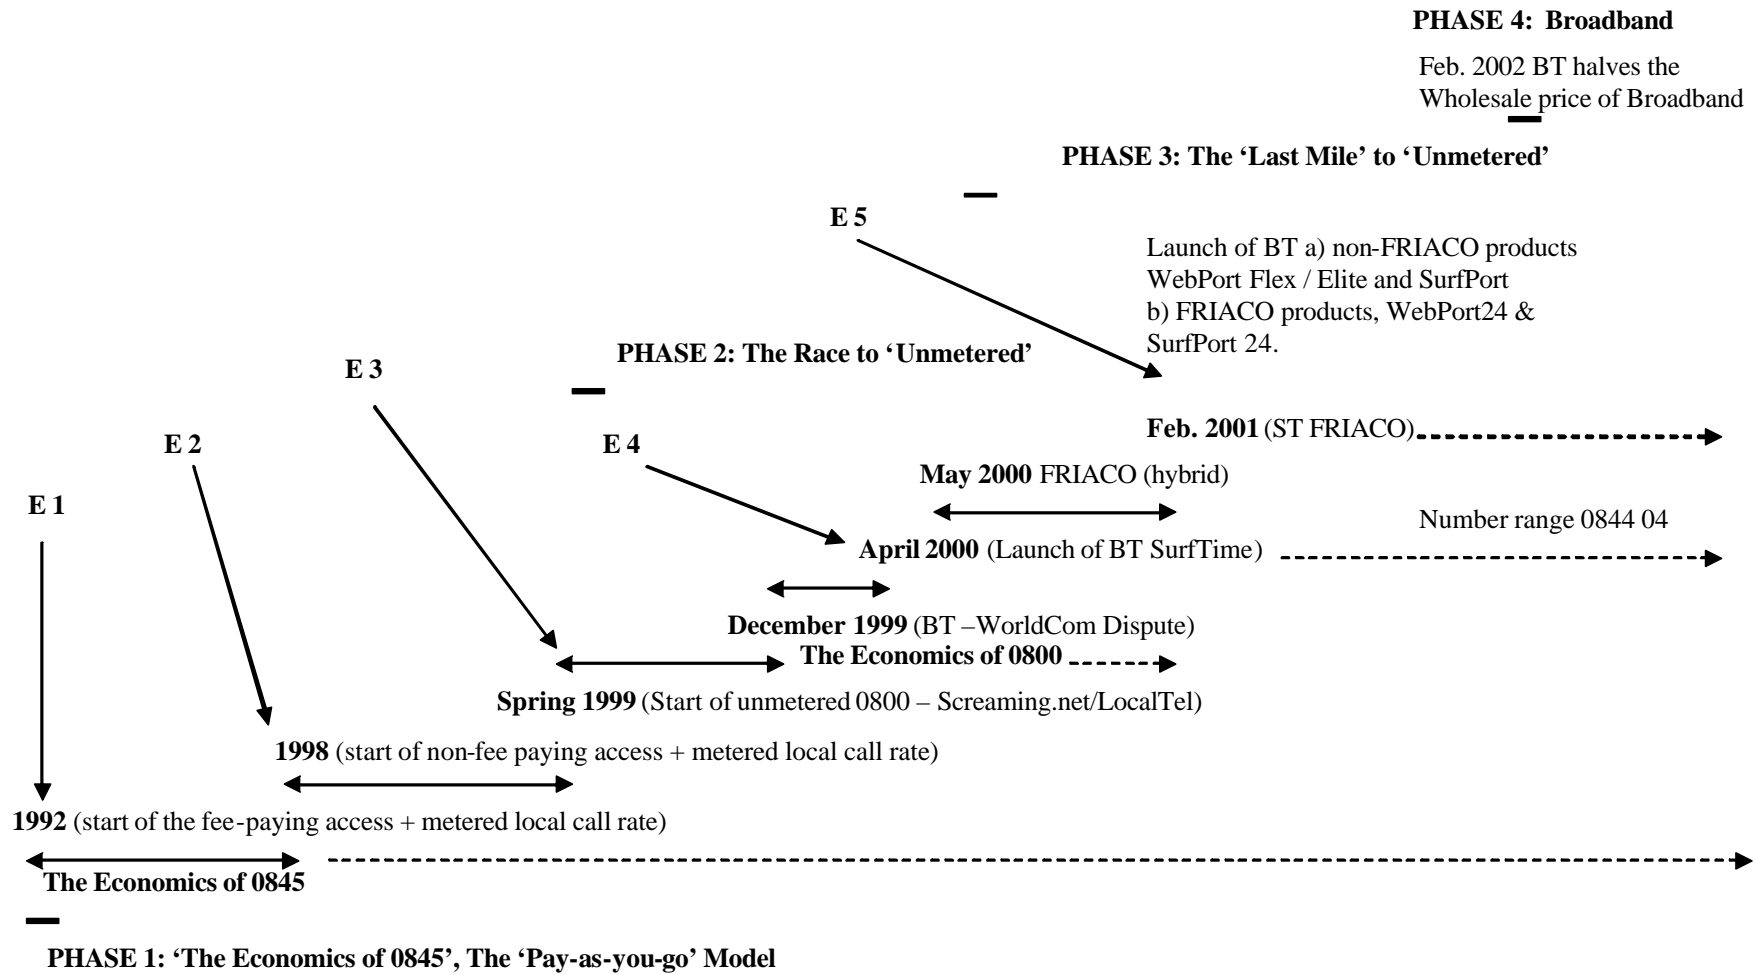 PHASE 4: Broadband
Feb. 2002 BT halves the
Wholesale price of Broadband
PHASE 3: The ‘Last Mile’ to ‘Unmetered’
E 5
Launch of BT a) non-FRIACO products
WebPort Flex / Elite and SurfPort
b) FRIACO products, WebPort24 &
SurfPort 24.
PHASE 2: The Race to ‘Unmetered’
E 3
Feb. 2001 (ST FRIACO)
E 2
E 4
May 2000 FRIACO (hybrid)
E 1
Number range 0844 04
April 2000 (Launch of BT SurfTime)
December 1999 (BT –WorldCom Dispute)
The Economics of 0800
Spring 1999 (Start of unmetered 0800 – Screaming.net/LocalTel)
1998 (start of non-fee paying access + metered local call rate)
1992 (start of the fee-paying access + metered local call rate)
The Economics of 0845
PHASE 1: ‘The Economics of 0845’, The ‘Pay-as-you-go’ Model